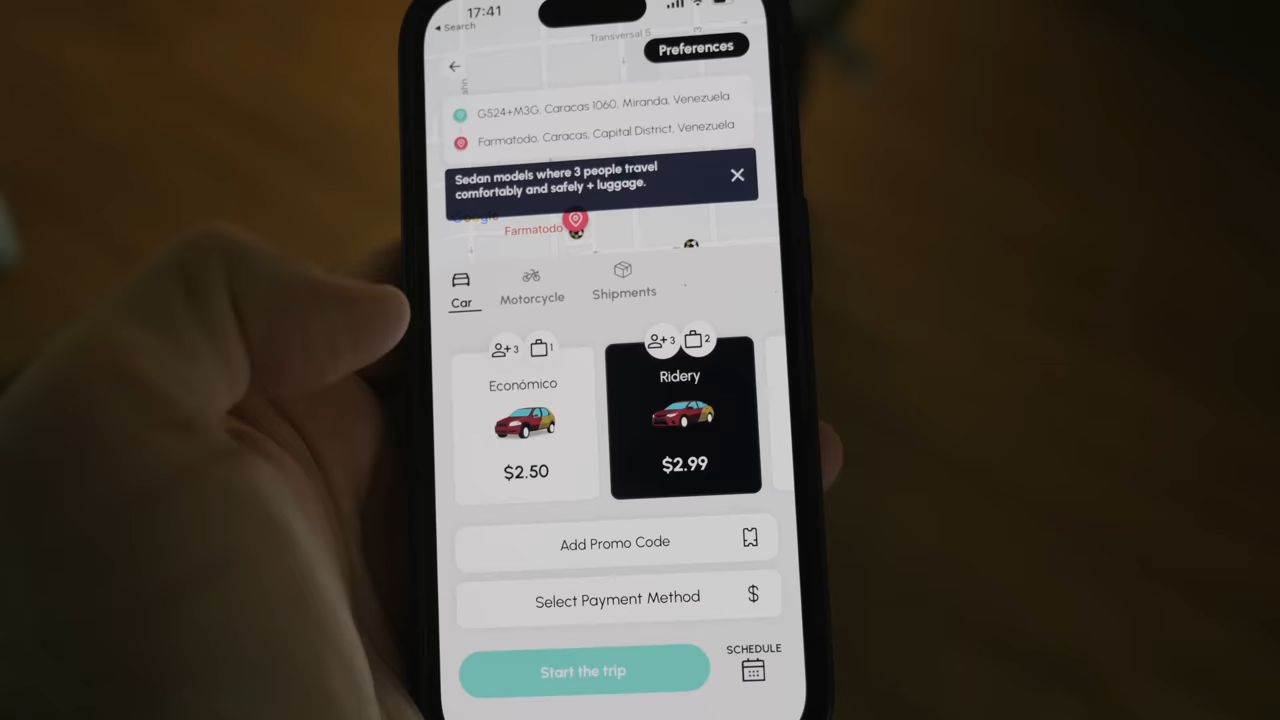 17:41
Search
Transversal 5
Preferences
G524+M3G, Caracas 1060, Miranda, Venezuela
Farmatodo, Caracas, Capital District, Venezuela
Sedan models where 3 people travel
comfortably and safely + luggage.
Google
Farmatodo
Car
Motorcycle
Shipments
+3 1
+3 2
Económico
Ridery
$2.50
$2.99
Add Promo Code
Select Payment Method
$
Start the trip
SCHEDULE